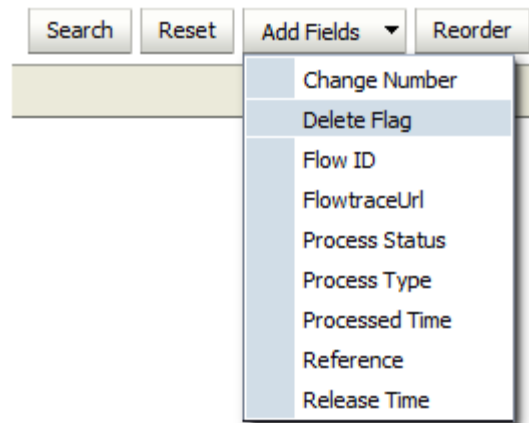 Search Reset Add Fields Reorder
Change Number
Delete Flag
Flow ID
FlowtraceUrl
Process Status
Process Type
Processed Time
Reference
Release Time